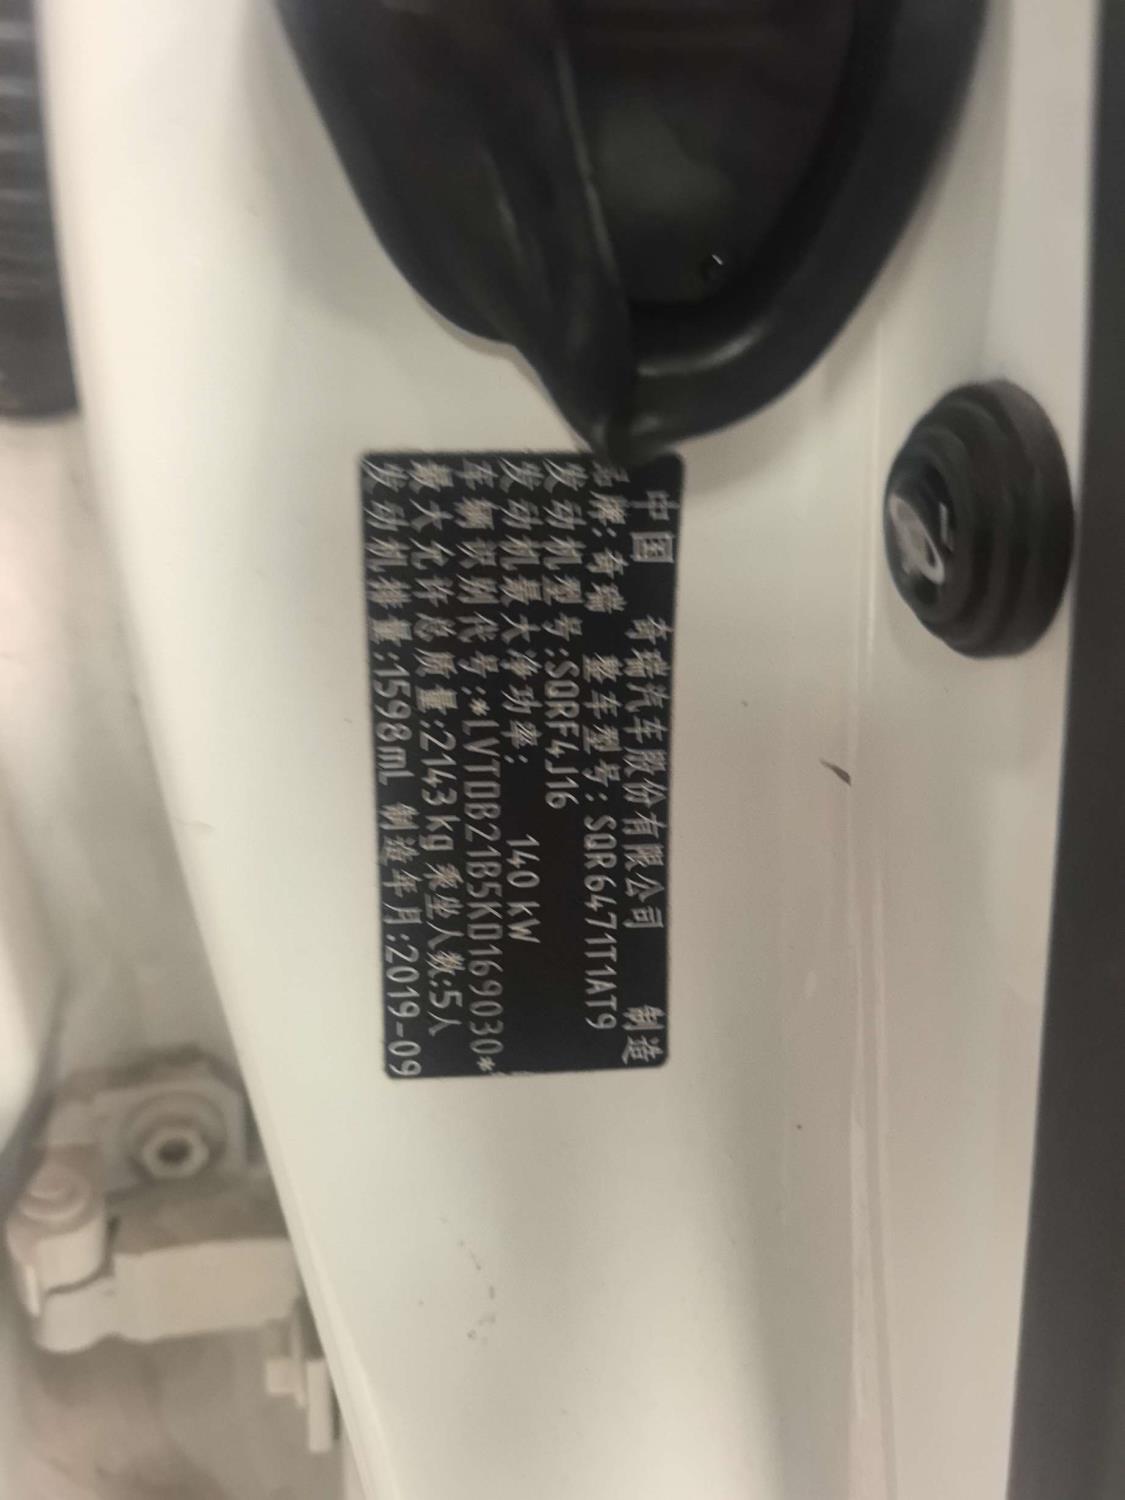 中国 奇瑞汽车股份有限公司 制造
品牌:奇瑞 整车型号:SQR6471T1AT9
发动机型号:SQRF4J16
发动机最大净功率: 140 kW
车辆识别代号:*LVTDB21B5KD169030*
最大允许总质量:2143kg 乘坐人数:5人
发动机排量:1598mL 制造年月:2019-09